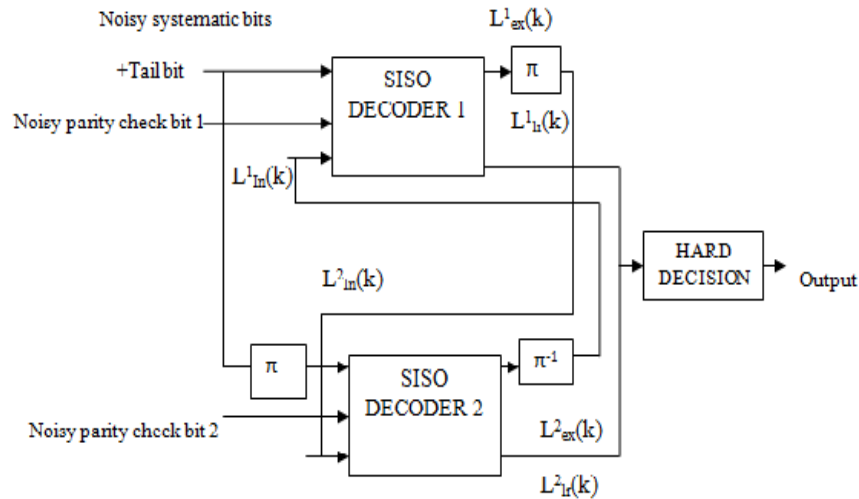 Noisy systematic bits
L¹ex(k)
+Tail bit
SISO
DECODER 1
π
Noisy parity check bit 1
L¹lr(k)
L¹In(k)
HARD
DECISION
Output
L²in(k)
π
SISO
DECODER 2
π⁻¹
Noisy parity check bit 2
L²ex(k)
L²lr(k)